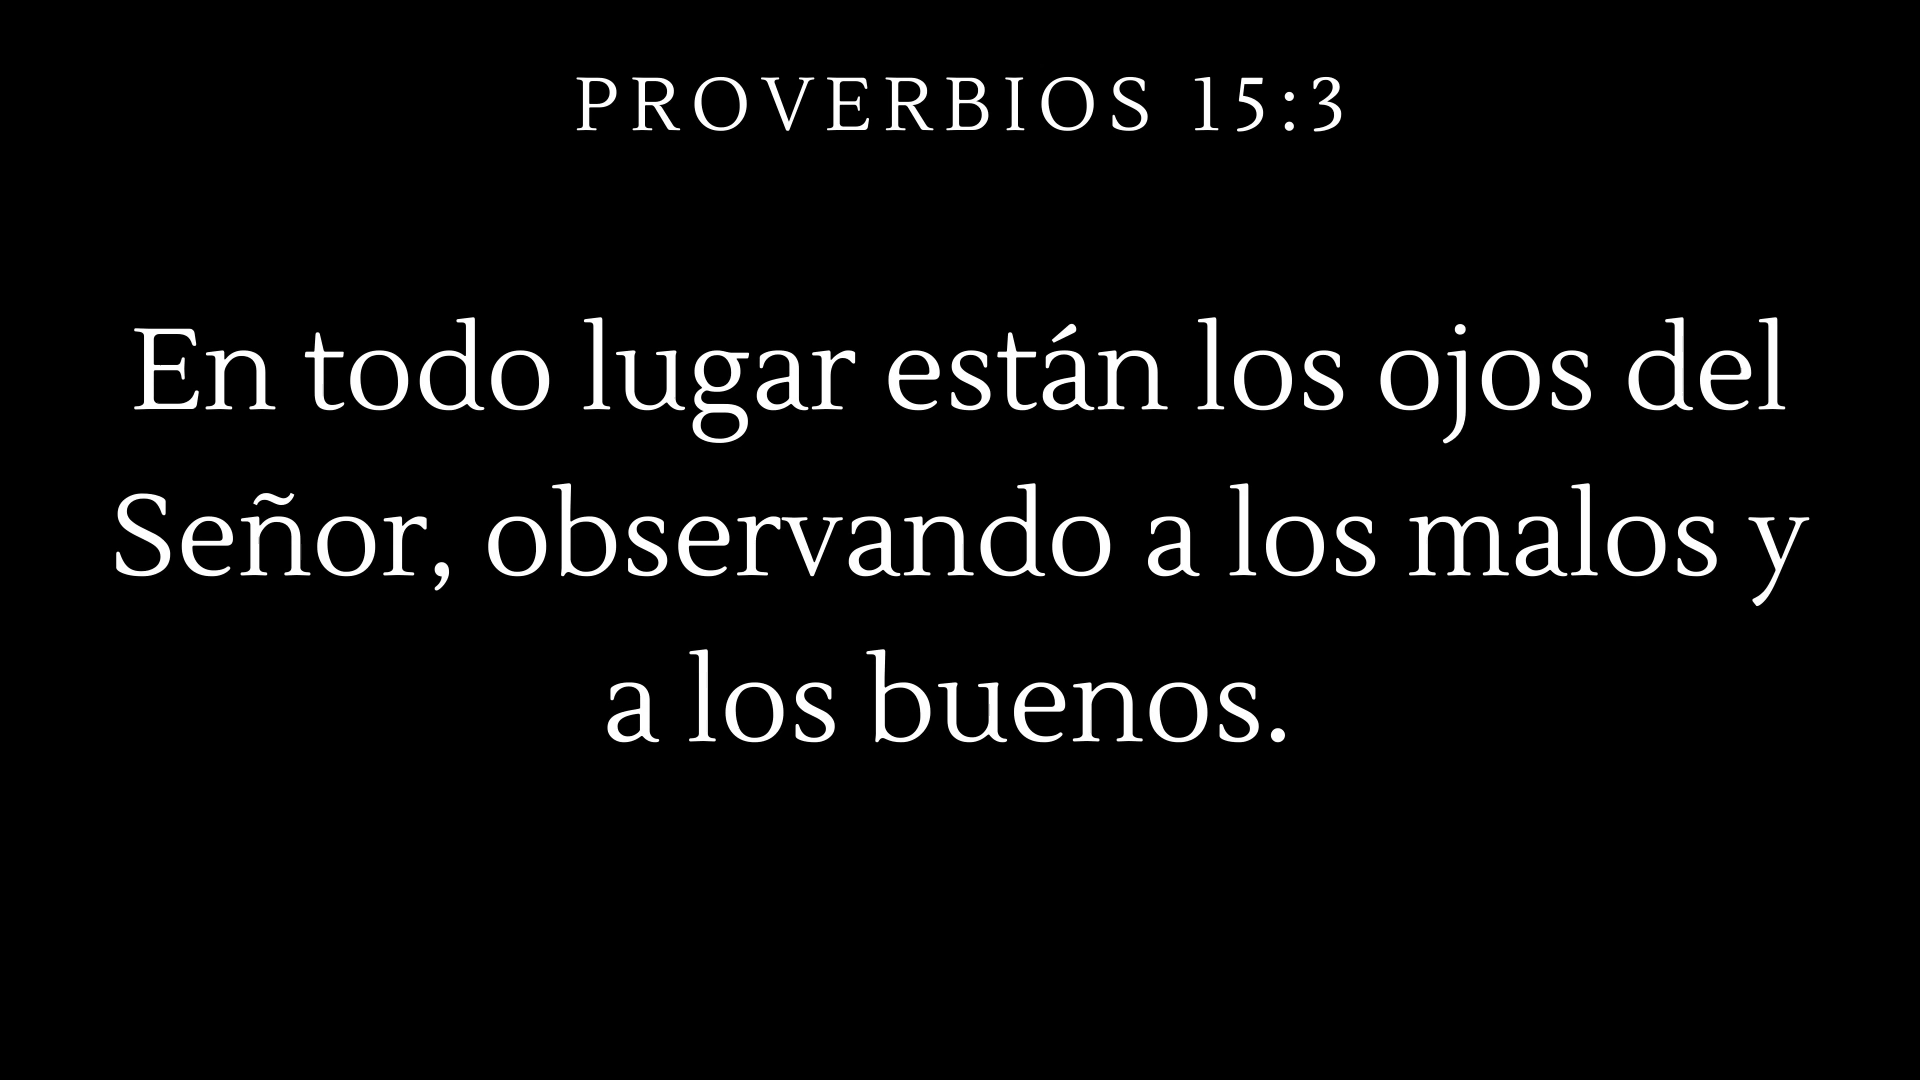 PROVERBIOS 15:3
En todo lugar están los ojos del
Señor, observando a los malos y
a los buenos.